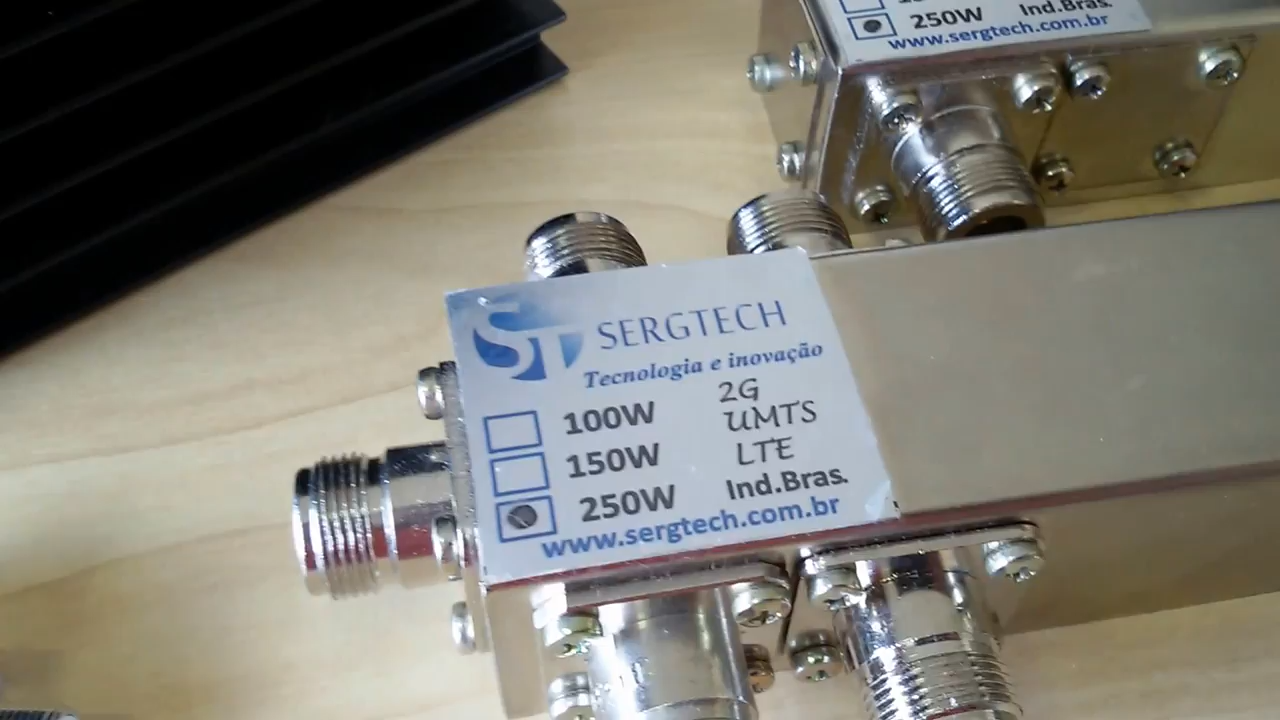 250W Ind.Bras.
www.sergtech.com.br
ST SERGTECH
Tecnologia e inovação
2G
100W UMTS
150W LTE
250W Ind.Bras.
www.sergtech.com.br